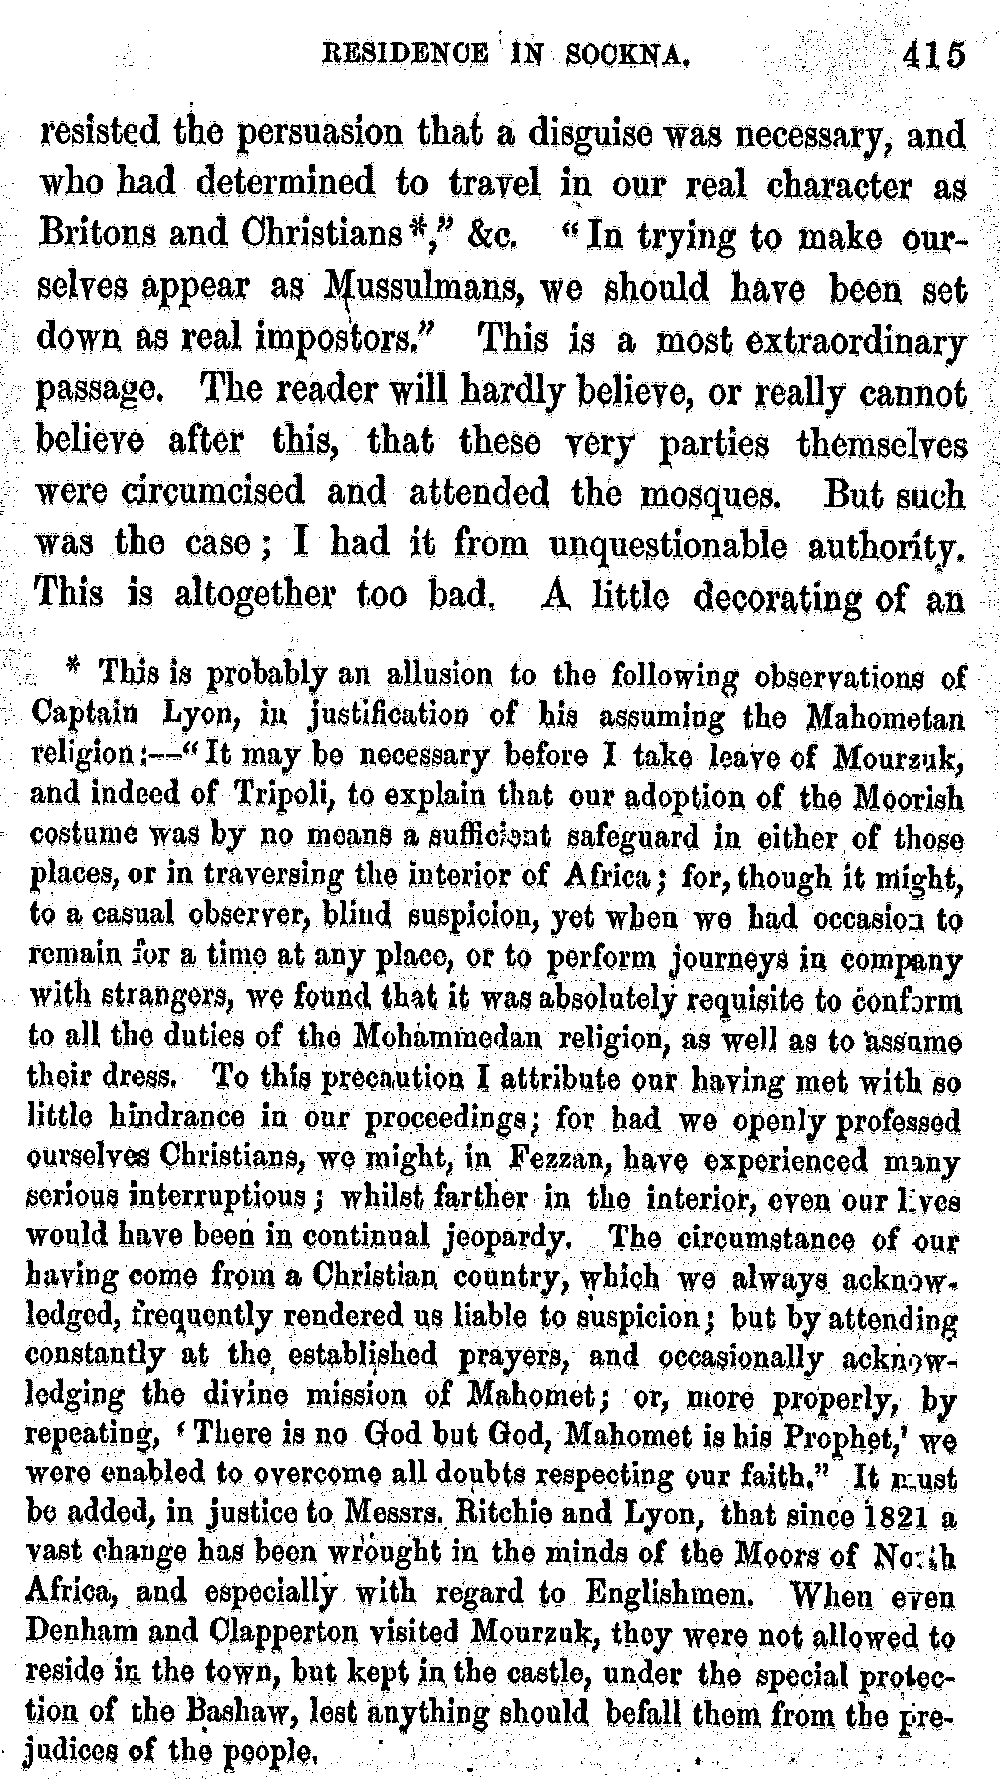 RESIDENCE IN SOCKNA. 415
resisted the persuasion that a disguise was necessary, and
who had determined to travel in our real character as
Britons and Christians*," &c. "In trying to make our-
selves appear as Mussulmans, we should have been set
down as real impostors." This is a most extraordinary
passage. The reader will hardly believe, or really cannot
believe after this, that these very parties themselves
were circumcised and attended the mosques. But such
was the case; I had it from unquestionable authority.
This is altogether too bad. A little decorating of an
* This is probably an allusion to the following observations of
Captain Lyon, in justification of his assuming the Mahometan
religion:—"It may be necessary before I take leave of Mourzuk,
and indeed of Tripoli, to explain that our adoption of the Moorish
costume was by no means a sufficient safeguard in either of those
places, or in traversing the interior of Africa; for, though it might,
to a casual observer, blind suspicion, yet when we had occasion to
remain for a time at any place, or to perform journeys in company
with strangers, we found that it was absolutely requisite to conform
to all the duties of the Mohammedan religion, as well as to assume
their dress. To this precaution I attribute our having met with so
little hindrance in our proceedings; for had we openly professed
ourselves Christians, we might, in Fezzan, have experienced many
serious interruptions; whilst farther in the interior, even our lives
would have been in continual jeopardy. The circumstance of our
having come from a Christian country, which we always acknow-
ledged, frequently rendered us liable to suspicion; but by attending
constantly at the established prayers, and occasionally acknow-
ledging the divine mission of Mahomet; or, more properly, by
repeating, 'There is no God but God, Mahomet is his Prophet,' we
were enabled to overcome all doubts respecting our faith." It must
be added, in justice to Messrs. Ritchie and Lyon, that since 1821 a
vast change has been wrought in the minds of the Moors of North
Africa, and especially with regard to Englishmen. When even
Denham and Clapperton visited Mourzuk, they were not allowed to
reside in the town, but kept in the castle, under the special protec-
tion of the Bashaw, lest anything should befall them from the pre-
judices of the people.